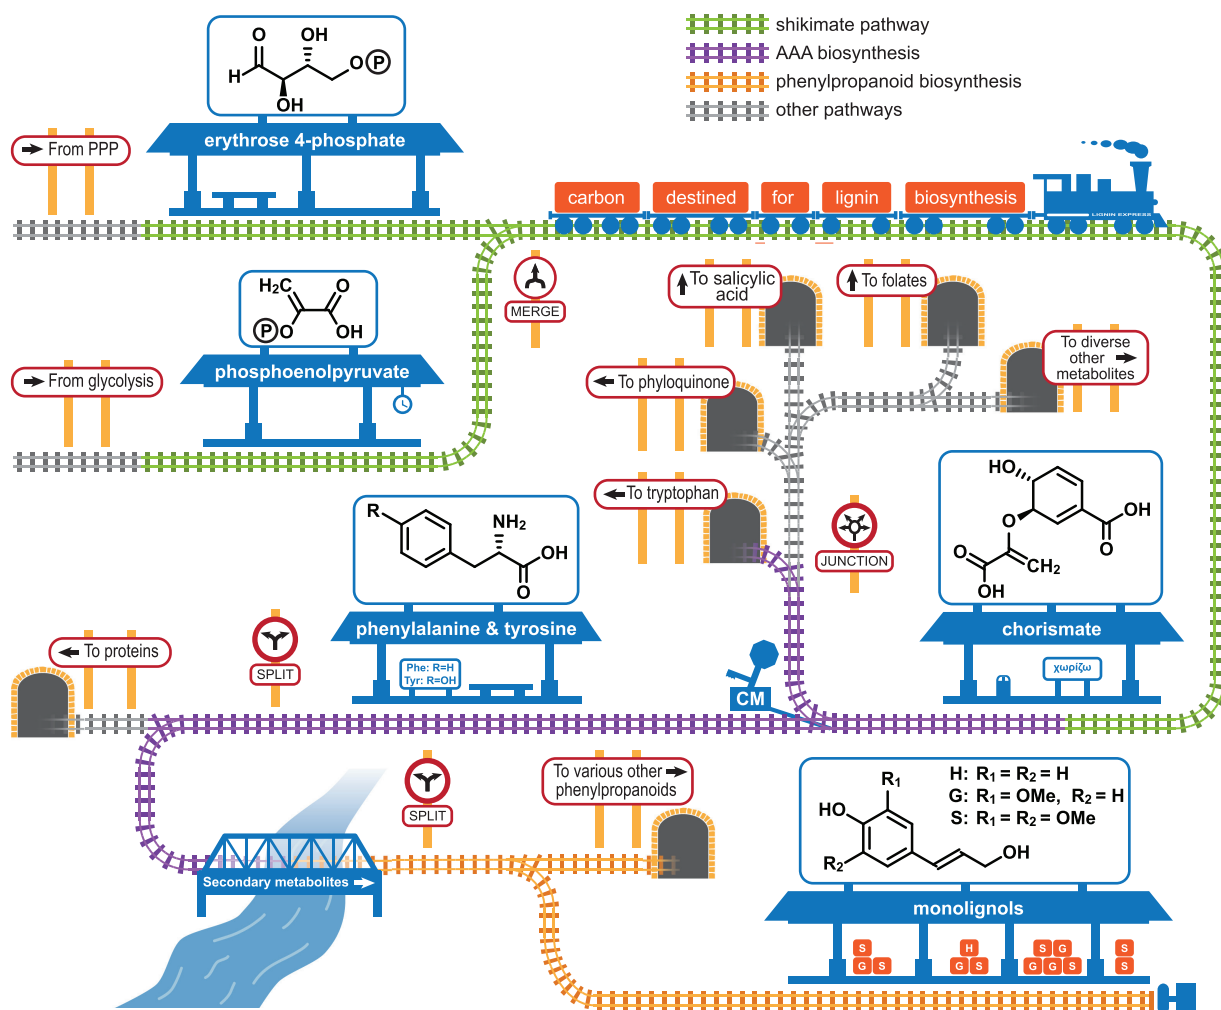 shikimate pathway
AAA biosynthesis
phenylpropanoid biosynthesis
other pathways
O
OH
H
O P
OH
erythrose 4-phosphate
From PPP
carbon destined for lignin biosynthesis
LIGNIN EXPRESS
H₂C
O
P O
OH
phosphoenolpyruvate
From glycolysis
MERGE
To salicylic
acid
To folates
To diverse
other
metabolites
To phyloquinone
To tryptophan
JUNCTION
HO
O
OH
O
O
CH₂
OH
chorismate
χωρίζω
R
NH₂
OH
O
phenylalanine & tyrosine
Phe: R=H
Tyr: R=OH
SPLIT
To proteins
CM
SPLIT
To various other
phenylpropanoids
Secondary metabolites
R₁
HO
R₂
OH
H: R₁ = R₂ = H
G: R₁ = OMe, R₂ = H
S: R₁ = R₂ = OMe
monolignols
S H S G S
G S G S G G S S